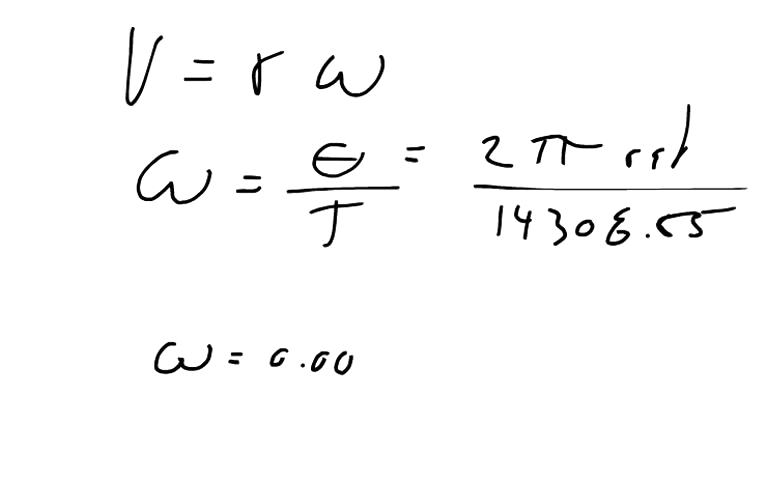 V = r ω
ω = θ/T = 2π rad / 14308.55
ω = 0.00